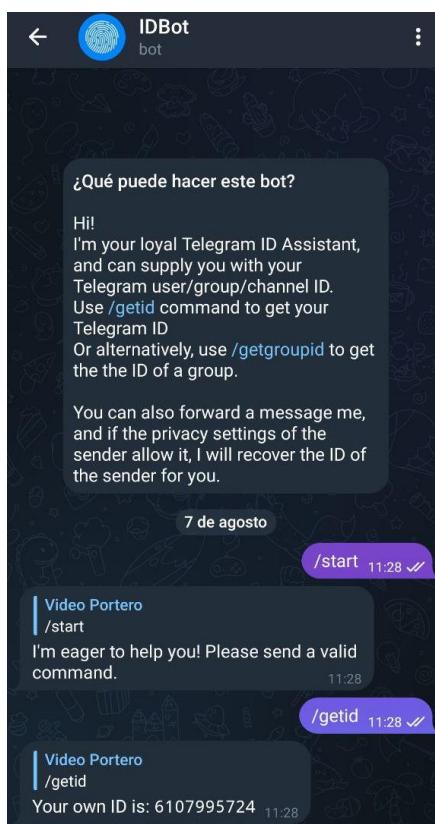 IDBot
bot
¿Qué puede hacer este bot?
Hi!
I'm your loyal Telegram ID Assistant,
and can supply you with your
Telegram user/group/channel ID.
Use /getid command to get your
Telegram ID
Or alternatively, use /getgroupid to get
the the ID of a group.
You can also forward a message me,
and if the privacy settings of the
sender allow it, I will recover the ID of
the sender for you.
7 de agosto
/start 11:28
Video Portero
/start
I'm eager to help you! Please send a valid
command. 11:28
/getid 11:28
Video Portero
/getid
Your own ID is: 6107995724 11:28